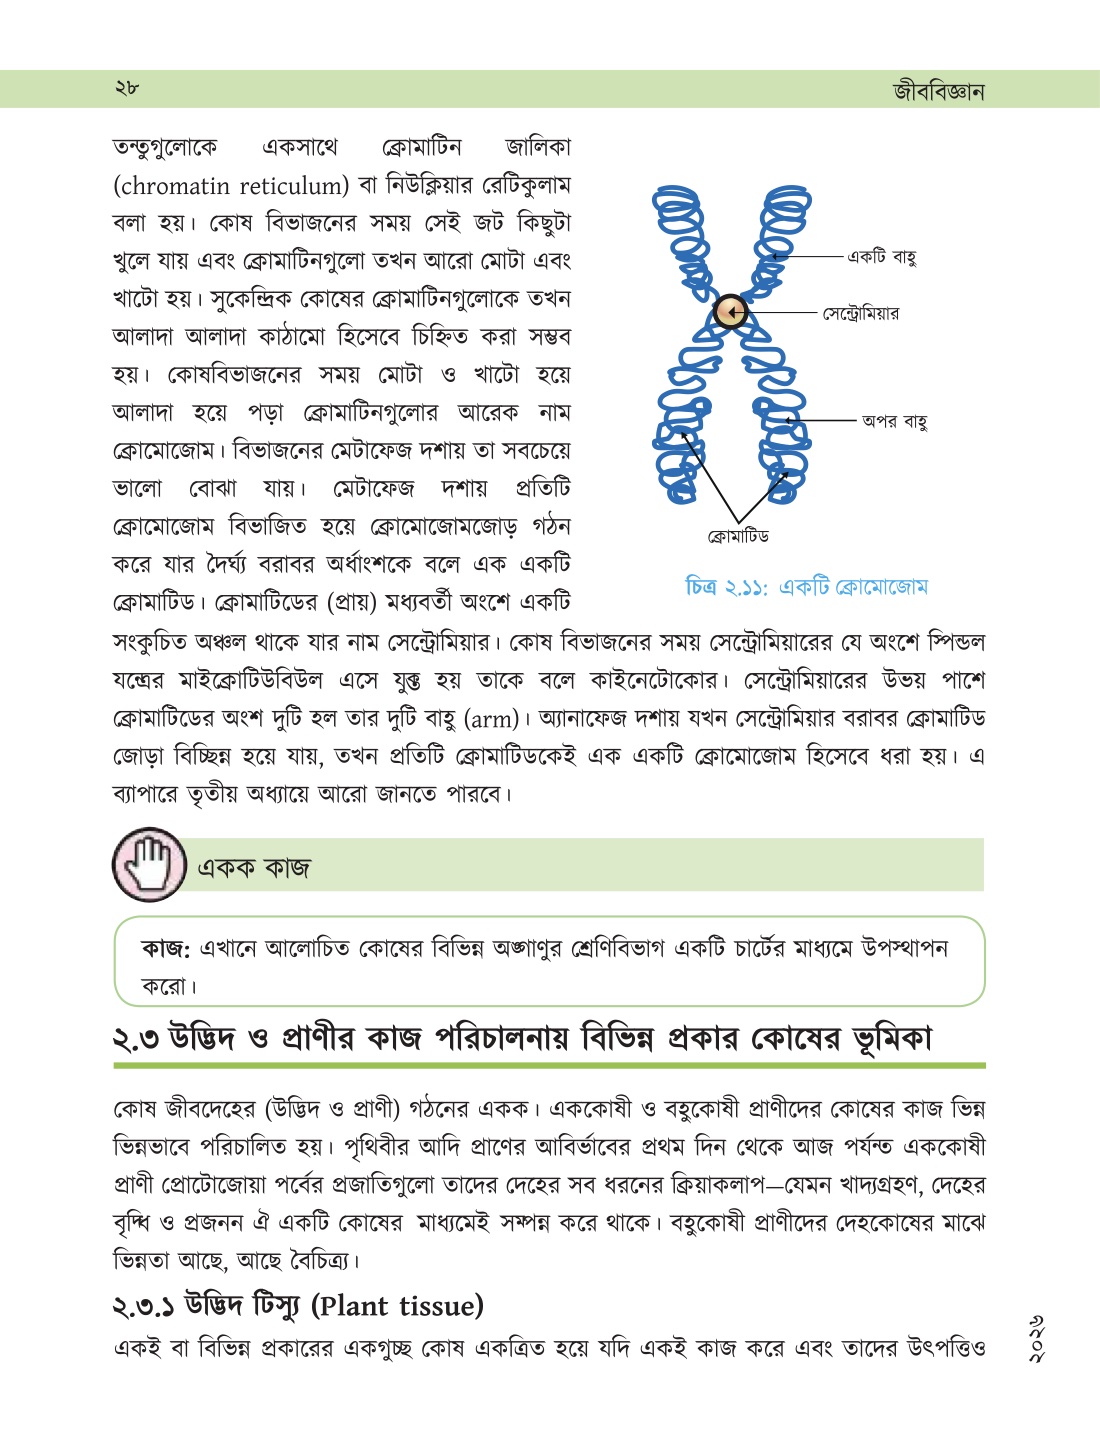 ২৮
জীববিজ্ঞান
তন্তুগুলোকে একসাথে ক্রোমাটিন জালিকা
(chromatin reticulum) বা নিউক্লিয়ার রেটিকুলাম
বলা হয়। কোষ বিভাজনের সময় সেই জট কিছুটা
খুলে যায় এবং ক্রোমাটিনগুলো তখন আরো মোটা এবং
খাটো হয়। সুকেন্দ্রিক কোষের ক্রোমাটিনগুলোকে তখন
আলাদা আলাদা কাঠামো হিসেবে চিহ্নিত করা সম্ভব
হয়। কোষবিভাজনের সময় মোটা ও খাটো হয়ে
আলাদা হয়ে পড়া ক্রোমাটিনগুলোর আরেক নাম
ক্রোমোজোম। বিভাজনের মেটাফেজ দশায় তা সবচেয়ে
ভালো বোঝা যায়। মেটাফেজ দশায় প্রতিটি
ক্রোমোজোম বিভাজিত হয়ে ক্রোমোজোমজোড় গঠন
করে যার দৈর্ঘ্য বরাবর অর্ধাংশকে বলে এক একটি
ক্রোমাটিড। ক্রোমাটিডের (প্রায়) মধ্যবর্তী অংশে একটি
একটি বাহু
সেন্ট্রোমিয়ার
অপর বাহু
ক্রোমাটিড
চিত্র ২.১১: একটি ক্রোমোজোম
সংকুচিত অঞ্চল থাকে যার নাম সেন্ট্রোমিয়ার। কোষ বিভাজনের সময় সেন্ট্রোমিয়ারের যে অংশে স্পিন্ডল
যন্ত্রের মাইক্রোটিউবিউল এসে যুক্ত হয় তাকে বলে কাইনেটোকোর। সেন্ট্রোমিয়ারের উভয় পাশে
ক্রোমাটিডের অংশ দুটি হল তার দুটি বাহু (arm)। অ্যানাফেজ দশায় যখন সেন্ট্রোমিয়ার বরাবর ক্রোমাটিড
জোড়া বিচ্ছিন্ন হয়ে যায়, তখন প্রতিটি ক্রোমাটিডকেই এক একটি ক্রোমোজোম হিসেবে ধরা হয়। এ
ব্যাপারে তৃতীয় অধ্যায়ে আরো জানতে পারবে।
একক কাজ
কাজ: এখানে আলোচিত কোষের বিভিন্ন অঙ্গাণুর শ্রেণিবিভাগ একটি চার্টের মাধ্যমে উপস্থাপন
করো।
২.৩ উদ্ভিদ ও প্রাণীর কাজ পরিচালনায় বিভিন্ন প্রকার কোষের ভূমিকা
কোষ জীবদেহের (উদ্ভিদ ও প্রাণী) গঠনের একক। এককোষী ও বহুকোষী প্রাণীদের কোষের কাজ ভিন্ন
ভিন্নভাবে পরিচালিত হয়। পৃথিবীর আদি প্রাণের আবির্ভাবের প্রথম দিন থেকে আজ পর্যন্ত এককোষী
প্রাণী প্রোটোজোয়া পর্বের প্রজাতিগুলো তাদের দেহের সব ধরনের ক্রিয়াকলাপ—যেমন খাদ্যগ্রহণ, দেহের
বৃদ্ধি ও প্রজনন ঐ একটি কোষের মাধ্যমেই সম্পন্ন করে থাকে। বহুকোষী প্রাণীদের দেহকোষের মাঝে
ভিন্নতা আছে, আছে বৈচিত্র্য।
২.৩.১ উদ্ভিদ টিস্যু (Plant tissue)
একই বা বিভিন্ন প্রকারের একগুচ্ছ কোষ একত্রিত হয়ে যদি একই কাজ করে এবং তাদের উৎপত্তিও
২০২৬